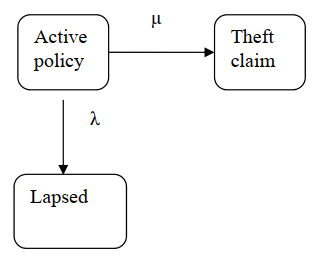 μ
Active
policy
Theft
claim
λ
Lapsed